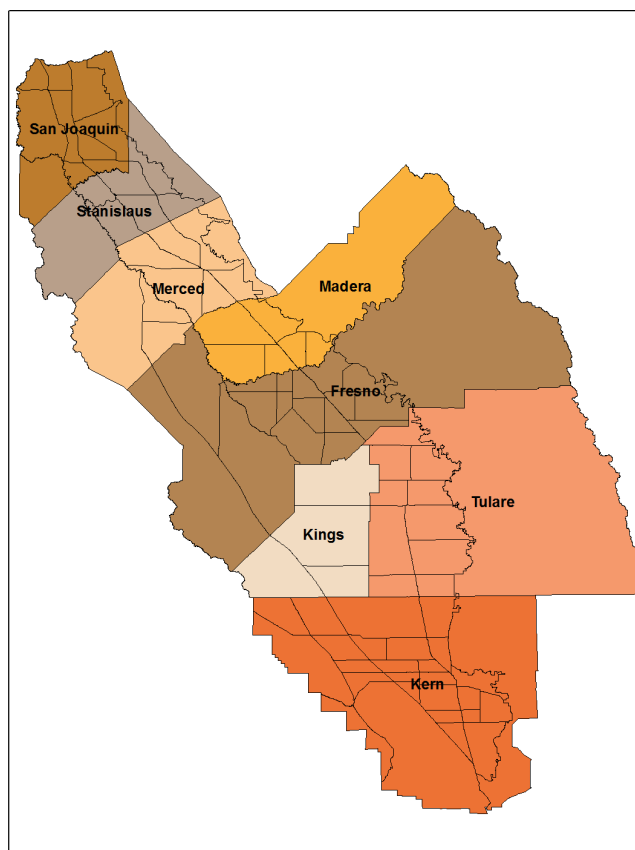 San Joaquin
Stanislaus
Merced
Madera
Fresno
Tulare
Kings
Kern